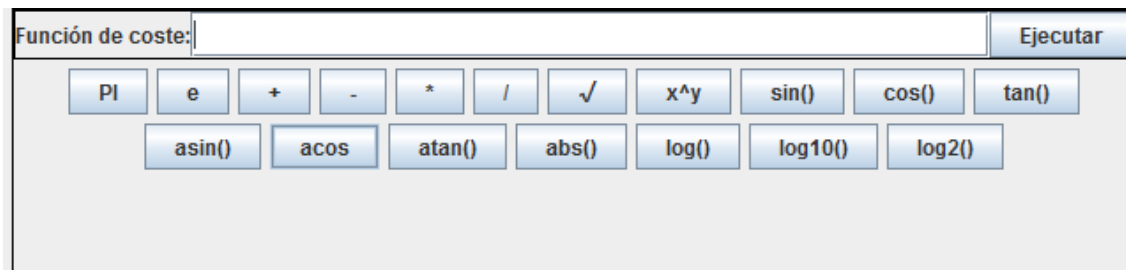 Función de coste: Ejecutar
PI e + - * / √ x^y sin() cos() tan()
asin() acos atan() abs() log() log10() log2()